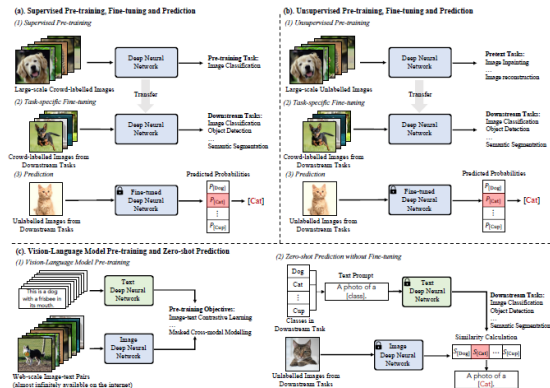 (a). Supervised Pre-training, Fine-tuning and Prediction
(1) Supervised Pre-training
Deep Neural
Network
Pre-training Task:
Image Classification
Large-scale Crowd-labelled Images
Transfer
(2) Task-specific Fine-tuning
Deep Neural
Network
Downstream Tasks:
Image Classification
Object Detection
...
Semantic Segmentation
Crowd-labelled Images from
Downstream Tasks
(3) Prediction
Predicted Probabilities
Fine-tuned
Deep Neural
Network
P[Dog]
P[Cat]
⋮
P[Cup]
[Cat]
Unlabelled Images from
Downstream Tasks
(b). Unsupervised Pre-training, Fine-tuning and Prediction
(1) Unsupervised Pre-training
Deep Neural
Network
Pretext Tasks:
Image Inpainting
...
Image reconstruction
Large-scale Unlabelled Images
Transfer
(2) Task-specific Fine-tuning
Deep Neural
Network
Downstream Tasks:
Image Classification
Object Detection
...
Semantic Segmentation
Crowd-labelled Images from
Downstream Tasks
(3) Prediction
Predicted Probabilities
Fine-tuned
Deep Neural
Network
P[Dog]
P[Cat]
⋮
P[Cup]
[Cat]
Unlabelled Images from
Downstream Tasks
(c). Vision-Language Model Pre-training and Zero-shot Prediction
(1) Vision-Language Model Pre-training
This is a dog
with a frisbee in
its mouth.
Text
Deep Neural
Network
Pre-training Objectives:
Image-text Contrastive Learning
...
Masked Cross-modal Modelling
Image
Deep Neural
Network
Web-scale Image-text Pairs
(almost infinitely available on the internet)
(2) Zero-shot Prediction without Fine-tuning
Dog
Cat
⋮
Cup
Classes in
Downstream Task
Text Prompt
A photo of a
[class].
Text
Deep Neural
Network
Downstream Tasks:
Image Classification
Object Detection
...
Semantic Segmentation
Similarity Calculation
Image
Deep Neural
Network
S[Dog] S[Cat] ... S[Cup]
Unlabelled Images from
Downstream Tasks
A photo of a
[Cat].